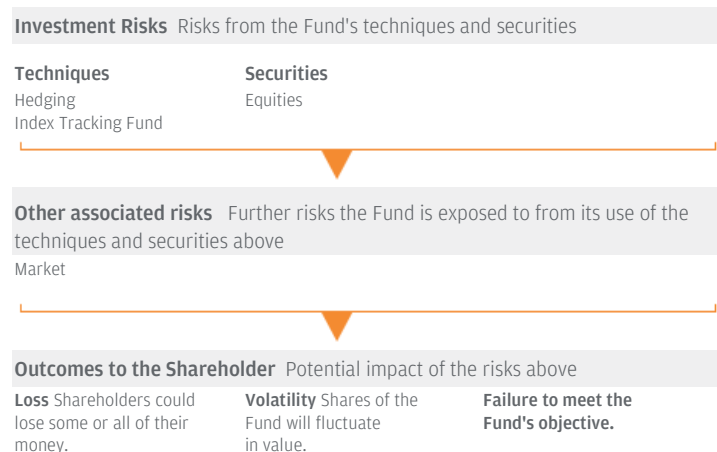 Investment Risks Risks from the Fund's techniques and securities
Techniques
Hedging
Index Tracking Fund
Securities
Equities
Other associated risks Further risks the Fund is exposed to from its use of the
techniques and securities above
Market
Outcomes to the Shareholder Potential impact of the risks above
Loss Shareholders could
lose some or all of their
money.
Volatility Shares of the
Fund will fluctuate
in value.
Failure to meet the
Fund's objective.